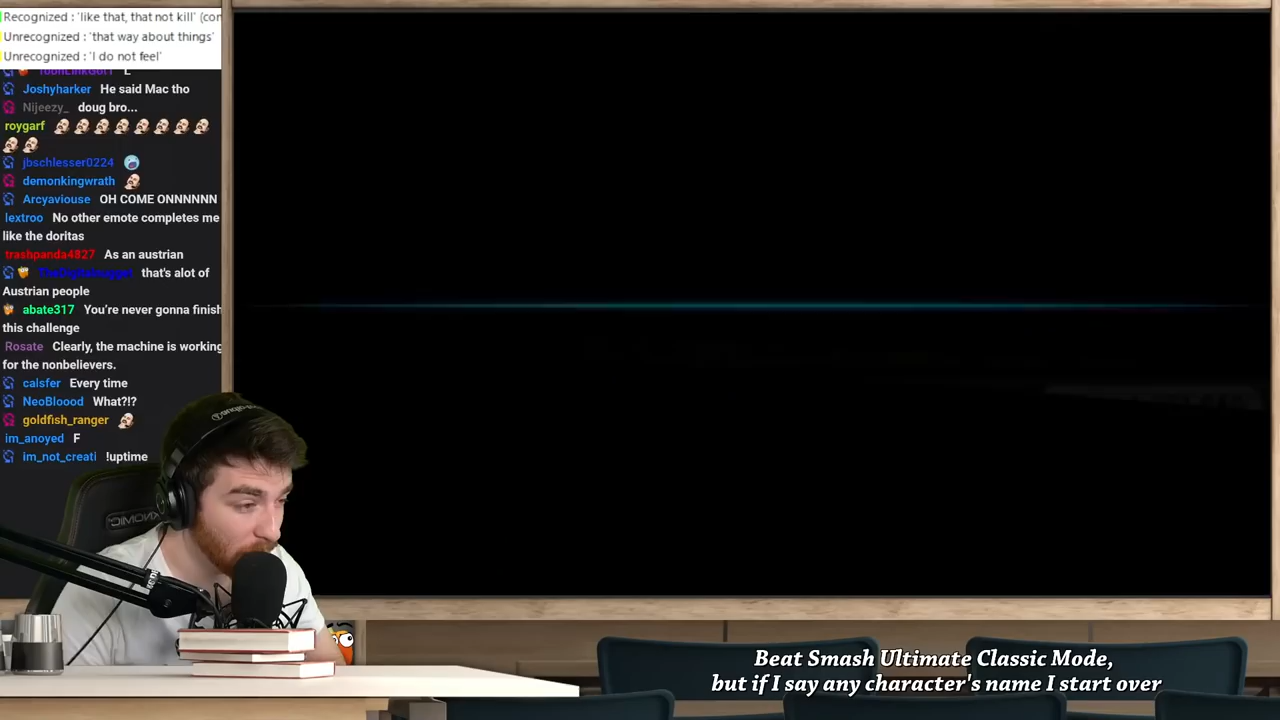 Recognized : 'like that, that not kill' (con
Unrecognized : 'that way about things'
Unrecognized : 'I do not feel'
L
Joshyharker He said Mac tho
Nijeezy_ doug bro...
roygarf
jbschlesser0224
demonkingwrath
Arcyaviouse OH COME ONNNNNN
lextroo No other emote completes me
like the doritas
trashpanda4827 As an austrian
that's alot of
Austrian people
abate317 You're never gonna finish
this challenge
Rosate Clearly, the machine is working
for the nonbelievers.
calsfer Every time
NeoBloood What?!?
goldfish_ranger
im_anoyed F
im_not_creati !uptime
Beat Smash Ultimate Classic Mode,
but if I say any character's name I start over